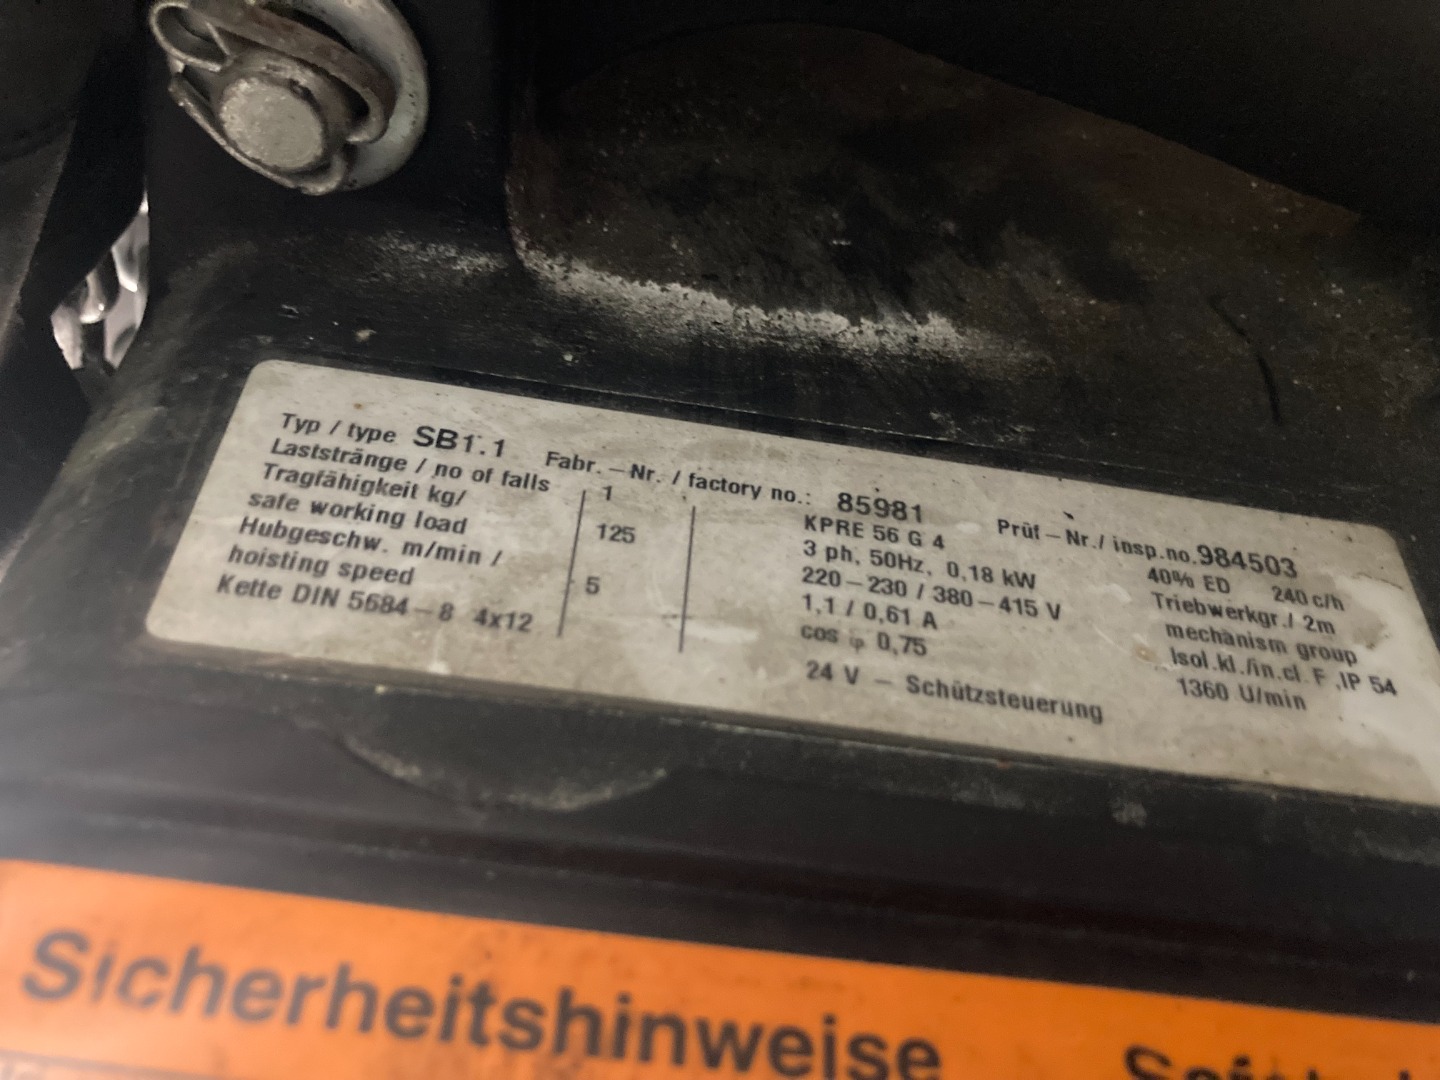 Typ / type SB1.1 Fabr. – Nr. / factory no.: 85981 Prüf – Nr./ insp.no. 984503
Laststränge / no of falls 1
Tragfähigkeit kg/
safe working load 125
Hubgeschw. m/min /
hoisting speed 5
Kette DIN 5684 – 8 4x12
KPRE 56 G 4
3 ph, 50Hz, 0,18 kW
220 – 230 / 380 – 415 V
1,1 / 0,61 A
cos φ 0,75
24 V – Schützsteuerung
40% ED 240 c/h
Triebwerkgr./ 2m
mechanism group
Isol.kl./in.cl. F ,IP 54
1360 U/min
Sicherheitshinweise